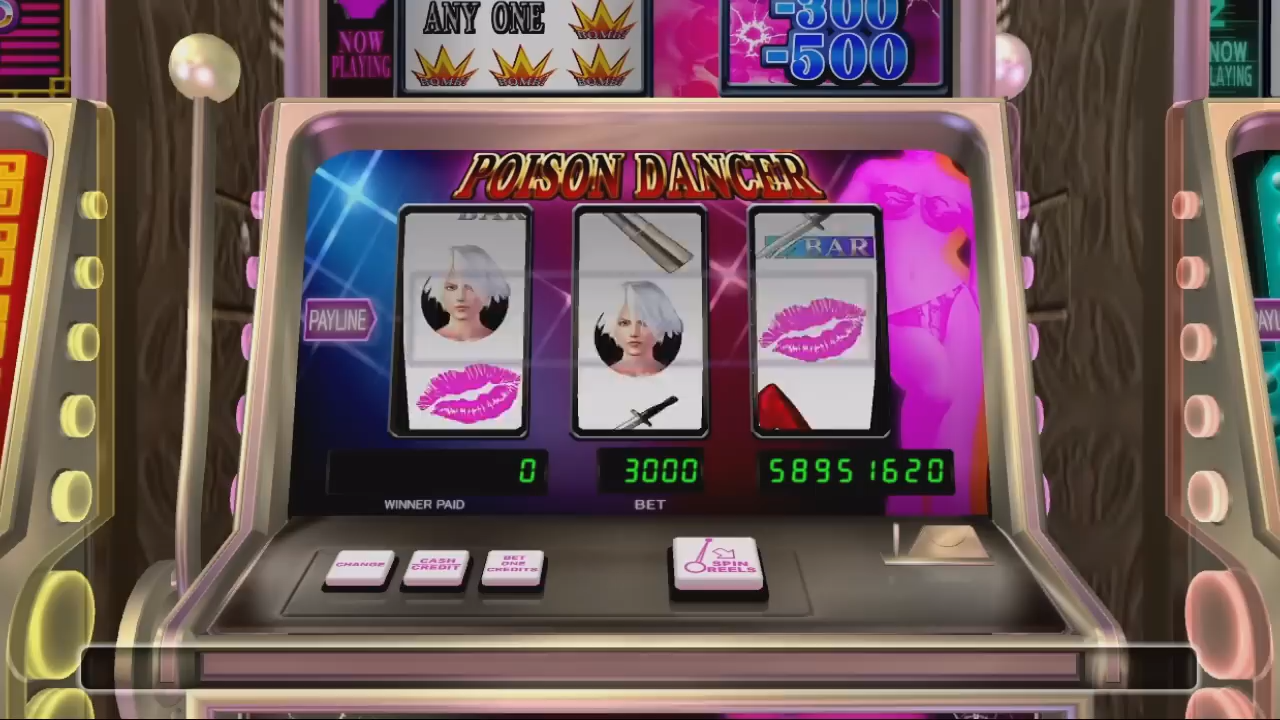 ANY ONE
BOMB!
BOMB! BOMB! BOMB!
NOW
PLAYING
-300
-500
NOW
PLAYING
POISON DANCER
BAR
BAR
PAYLINE
0
3000
58951620
WINNER PAID
BET
CHANGE
CASH
CREDIT
BET
ONE
CREDITS
SPIN
REELS